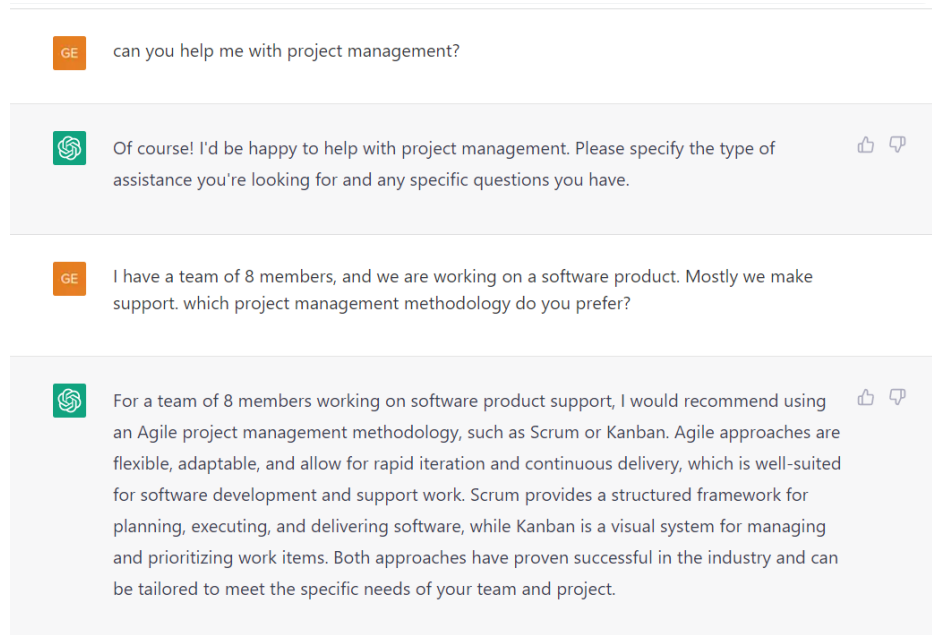 GE
can you help me with project management?
Of course! I'd be happy to help with project management. Please specify the type of
assistance you're looking for and any specific questions you have.
GE
I have a team of 8 members, and we are working on a software product. Mostly we make
support. which project management methodology do you prefer?
For a team of 8 members working on software product support, I would recommend using
an Agile project management methodology, such as Scrum or Kanban. Agile approaches are
flexible, adaptable, and allow for rapid iteration and continuous delivery, which is well-suited
for software development and support work. Scrum provides a structured framework for
planning, executing, and delivering software, while Kanban is a visual system for managing
and prioritizing work items. Both approaches have proven successful in the industry and can
be tailored to meet the specific needs of your team and project.